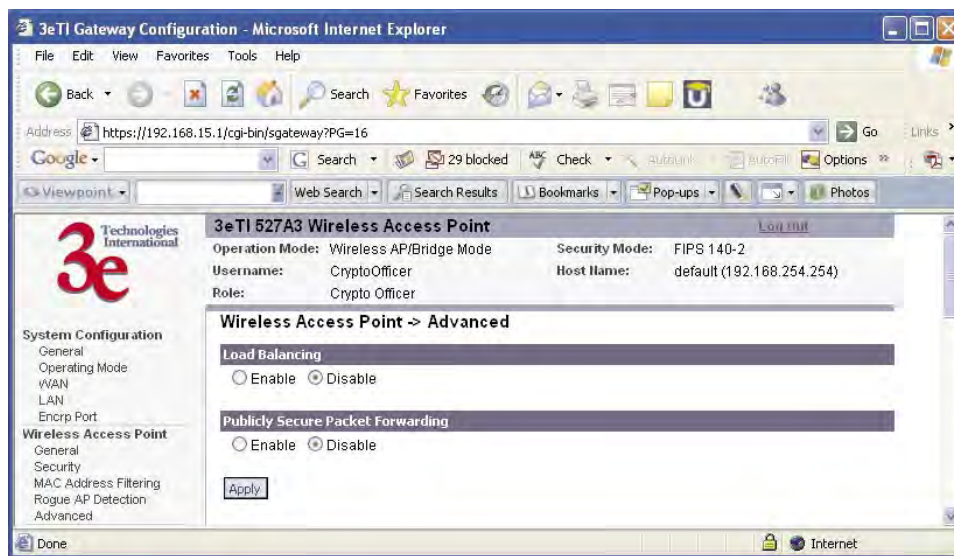 3eTI Gateway Configuration - Microsoft Internet Explorer
File Edit View Favorites Tools Help
Back Search Favorites
Address https://192.168.15.1/cgi-bin/sgateway?PG=16 Go Links »
Google Search 29 blocked ABC Check AutoLink AutoFill Options »
Viewpoint Web Search Search Results Bookmarks Pop-ups Photos
3e Technologies International
3eTI 527A3 Wireless Access Point Log Out
Operation Mode: Wireless AP/Bridge Mode Security Mode: FIPS 140-2
Username: CryptoOfficer Host Name: default (192.168.254.254)
Role: Crypto Officer
System Configuration
General
Operating Mode
WAN
LAN
Encrp Port
Wireless Access Point
General
Security
MAC Address Filtering
Rogue AP Detection
Advanced
Wireless Access Point -> Advanced
Load Balancing
Enable Disable
Publicly Secure Packet Forwarding
Enable Disable
Apply
Done Internet